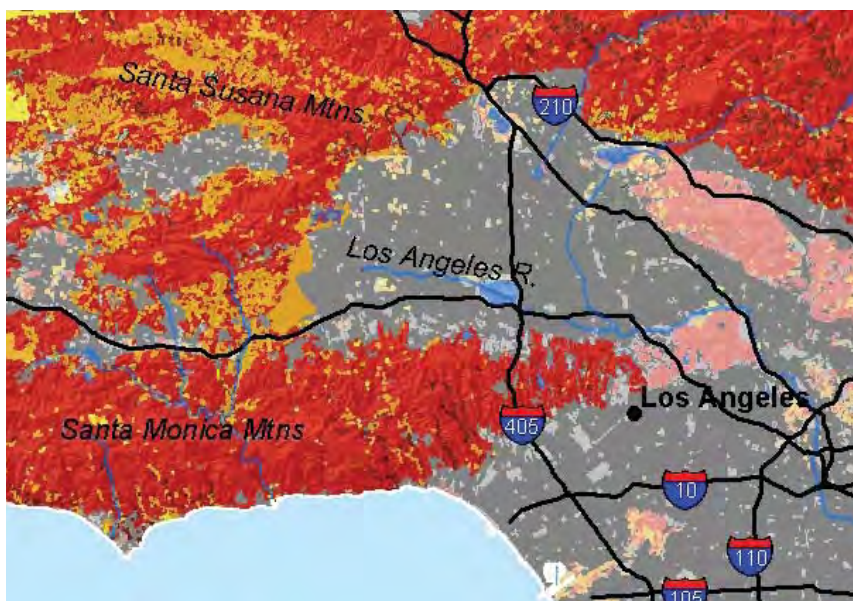 Santa Susana Mtns
210
Los Angeles R.
Los Angeles
Santa Monica Mtns
405
10
110
105